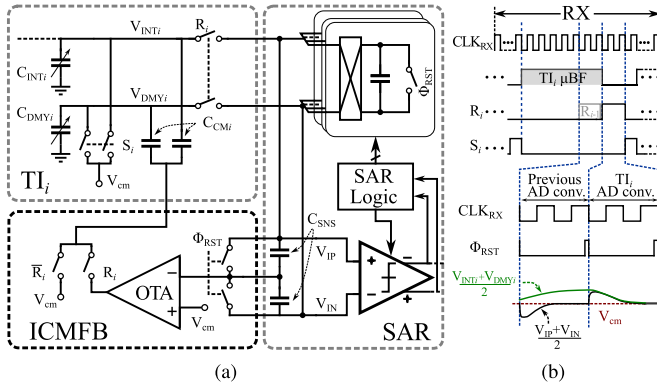 V_INTi
R_i
C_INTi
V_DMYi
C_DMYi
S_i
C_CMi
V_cm
TI_i
Φ_RST
SAR
Logic
C_SNS
Φ_RST
V_IP
V_IN
SAR
R̅_i
R_i
V_cm
OTA
V_cm
ICMFB
(a)
RX
CLK_RX
TI_i μBF
R_i
R_i-1
S_i
Previous
AD conv.
TI_i
AD conv.
CLK_RX
Φ_RST
V_INTi+V_DMYi
2
V_cm
V_IP+V_IN
2
(b)